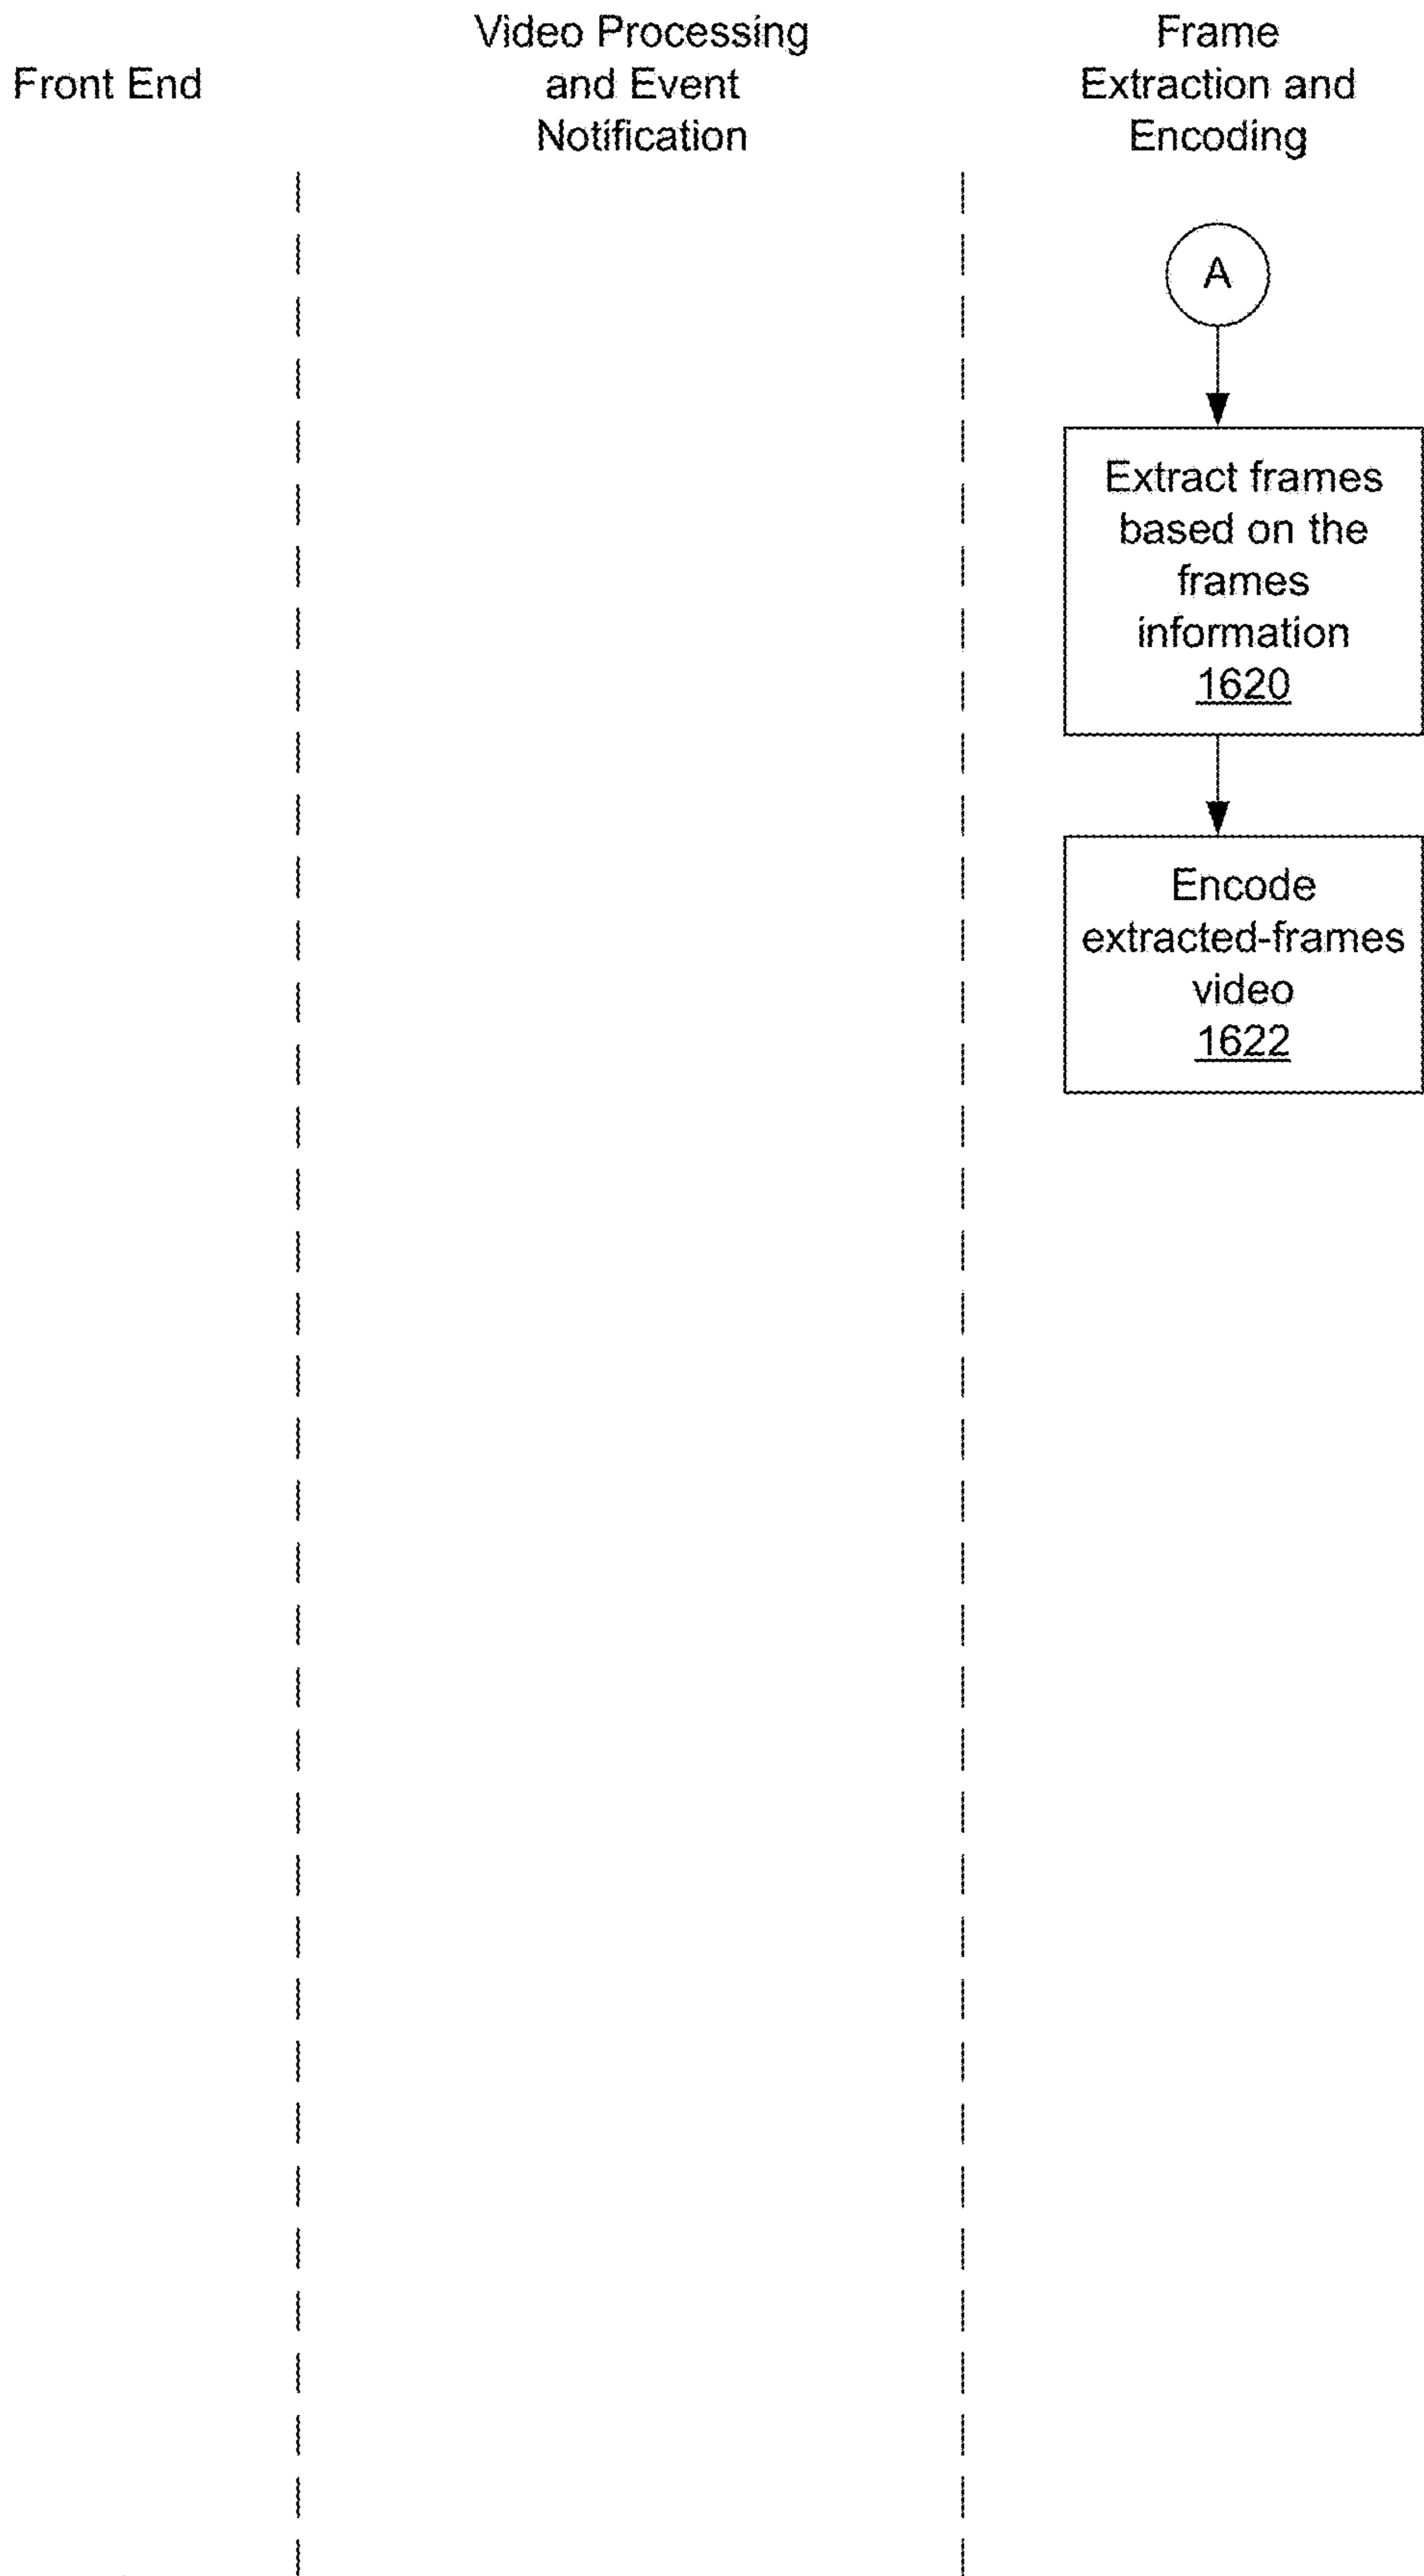 Front End
Video Processing
and Event
Notification
Frame
Extraction and
Encoding
A
Extract frames
based on the
frames
information
1620
Encode
extracted-frames
video
1622